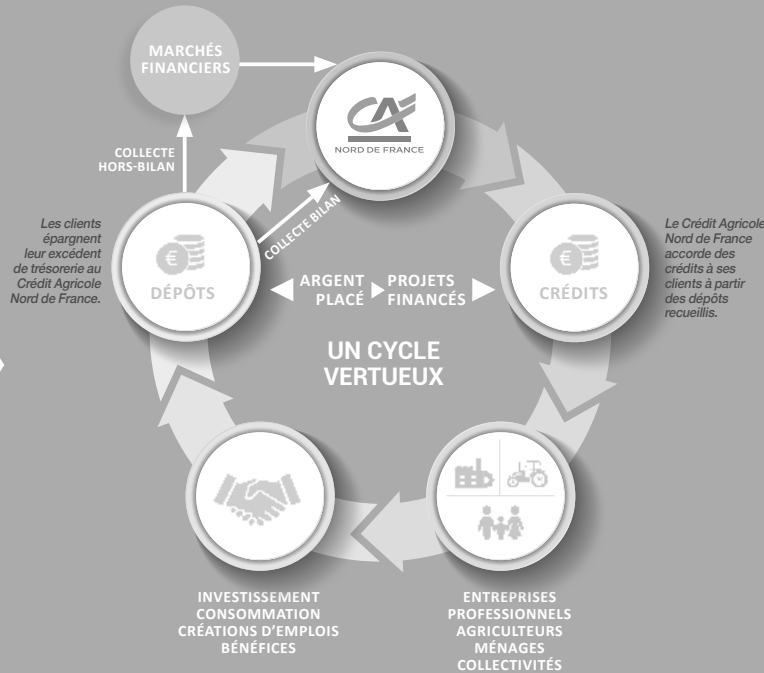 MARCHÉS
FINANCIERS
CA
NORD DE FRANCE
COLLECTE
HORS-BILAN
COLLECTE BILAN
Les clients
épargnent
leur excédent
de trésorerie au
Crédit Agricole
Nord de France.
€
DÉPÔTS
ARGENT
PLACÉ
PROJETS
FINANCÉS
€
CRÉDITS
Le Crédit Agricole
Nord de France
accorde des
crédits à ses
clients à partir
des dépôts
recueillis.
UN CYCLE
VERTUEUX
INVESTISSEMENT
CONSOMMATION
CRÉATIONS D'EMPLOIS
BÉNÉFICES
ENTREPRISES
PROFESSIONNELS
AGRICULTEURS
MÉNAGES
COLLECTIVITÉS